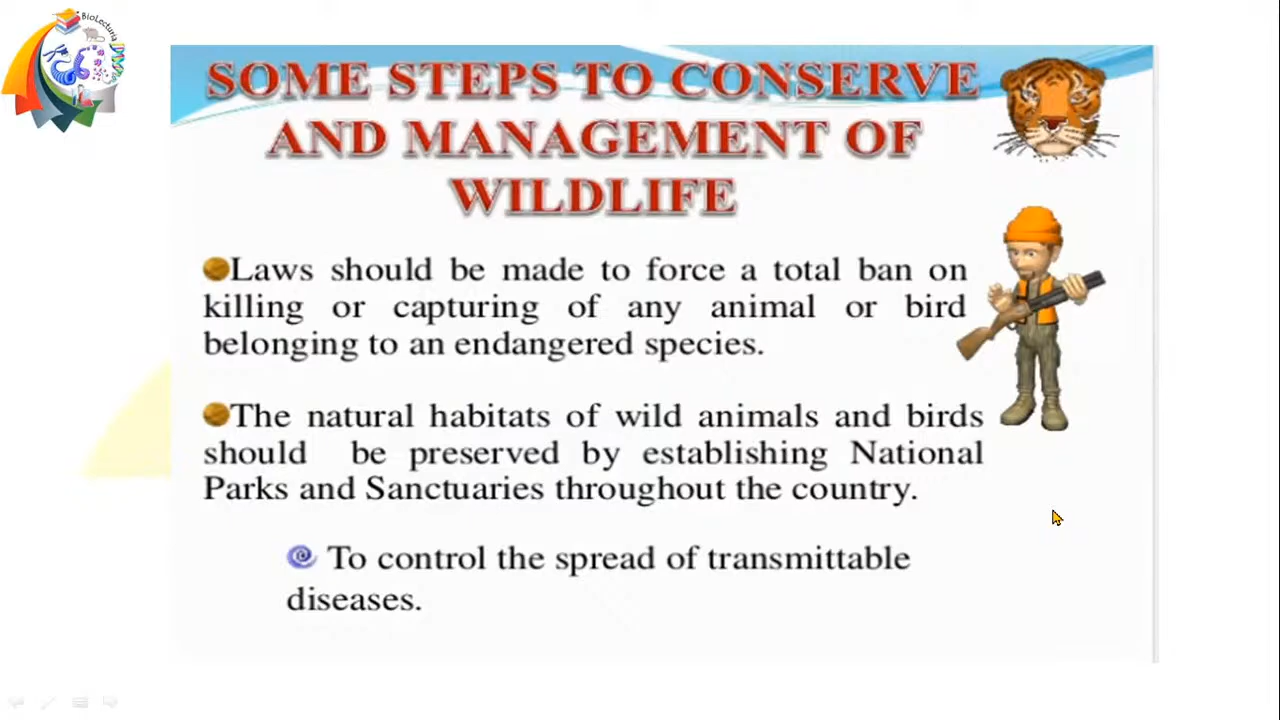 BioLectures
SOME STEPS TO CONSERVE
AND MANAGEMENT OF
WILDLIFE
Laws should be made to force a total ban on
killing or capturing of any animal or bird
belonging to an endangered species.
The natural habitats of wild animals and birds
should be preserved by establishing National
Parks and Sanctuaries throughout the country.
To control the spread of transmittable
diseases.